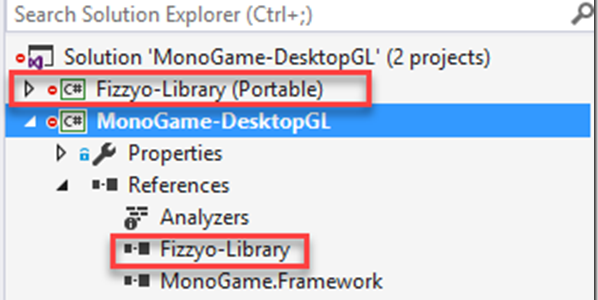 Search Solution Explorer (Ctrl+;)
Solution 'MonoGame-DesktopGL' (2 projects)
C# Fizzyo-Library (Portable)
C# MonoGame-DesktopGL
Properties
References
Analyzers
Fizzyo-Library
MonoGame.Framework